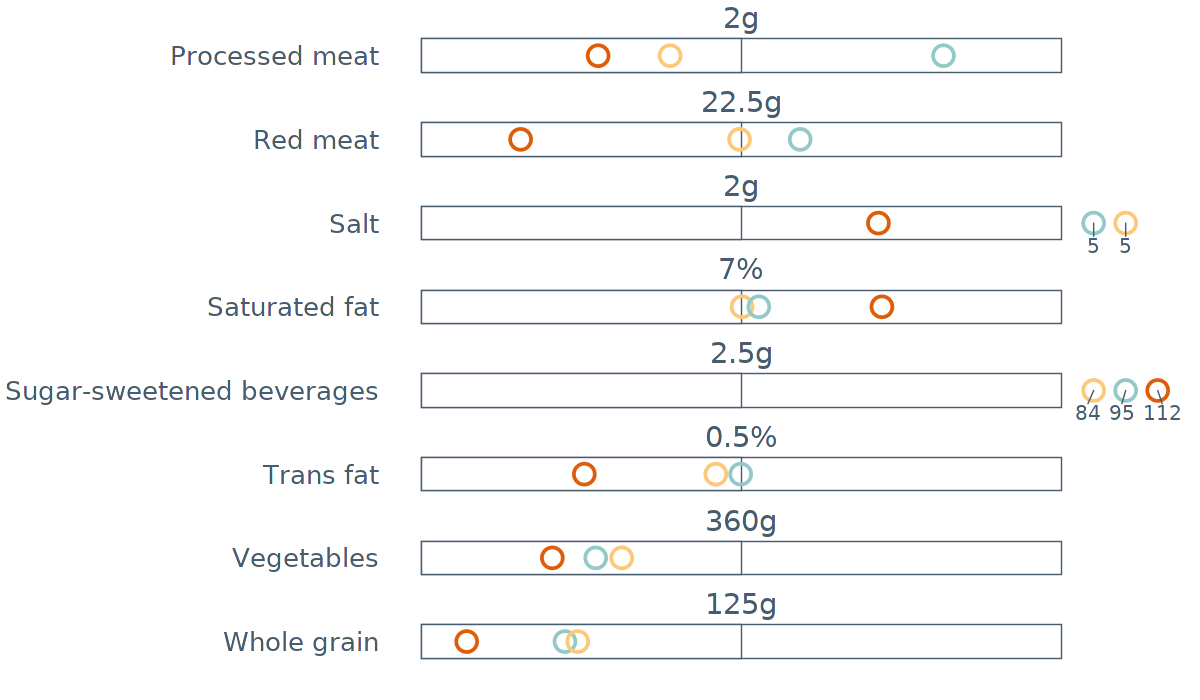 2g
Processed meat
22.5g
Red meat
2g
Salt
5 5
7%
Saturated fat
2.5g
Sugar-sweetened beverages
84 95 112
0.5%
Trans fat
360g
Vegetables
125g
Whole grain